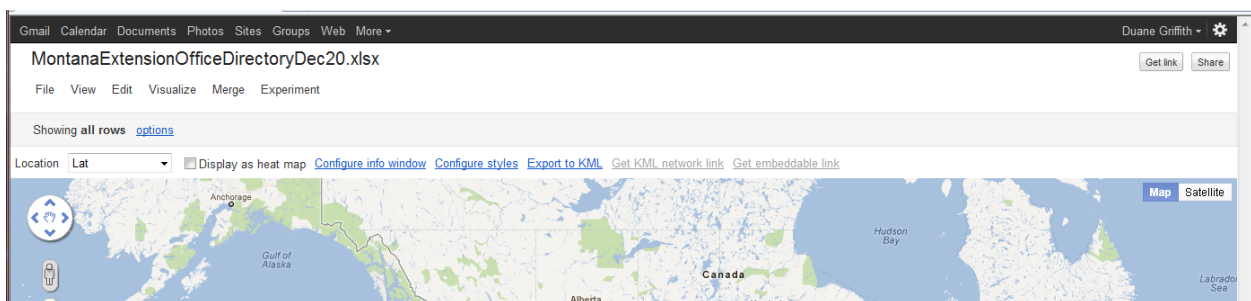 Gmail Calendar Documents Photos Sites Groups Web More Duane Griffith
MontanaExtensionOfficeDirectoryDec20.xlsx
Get link Share
File View Edit Visualize Merge Experiment
Showing all rows options
Location Lat Display as heat map Configure info window Configure styles Export to KML Get KML network link Get embeddable link
Map Satellite
Anchorage
Hudson
Bay
Gulf of
Alaska
Canada
Labrador
Sea
Alberta